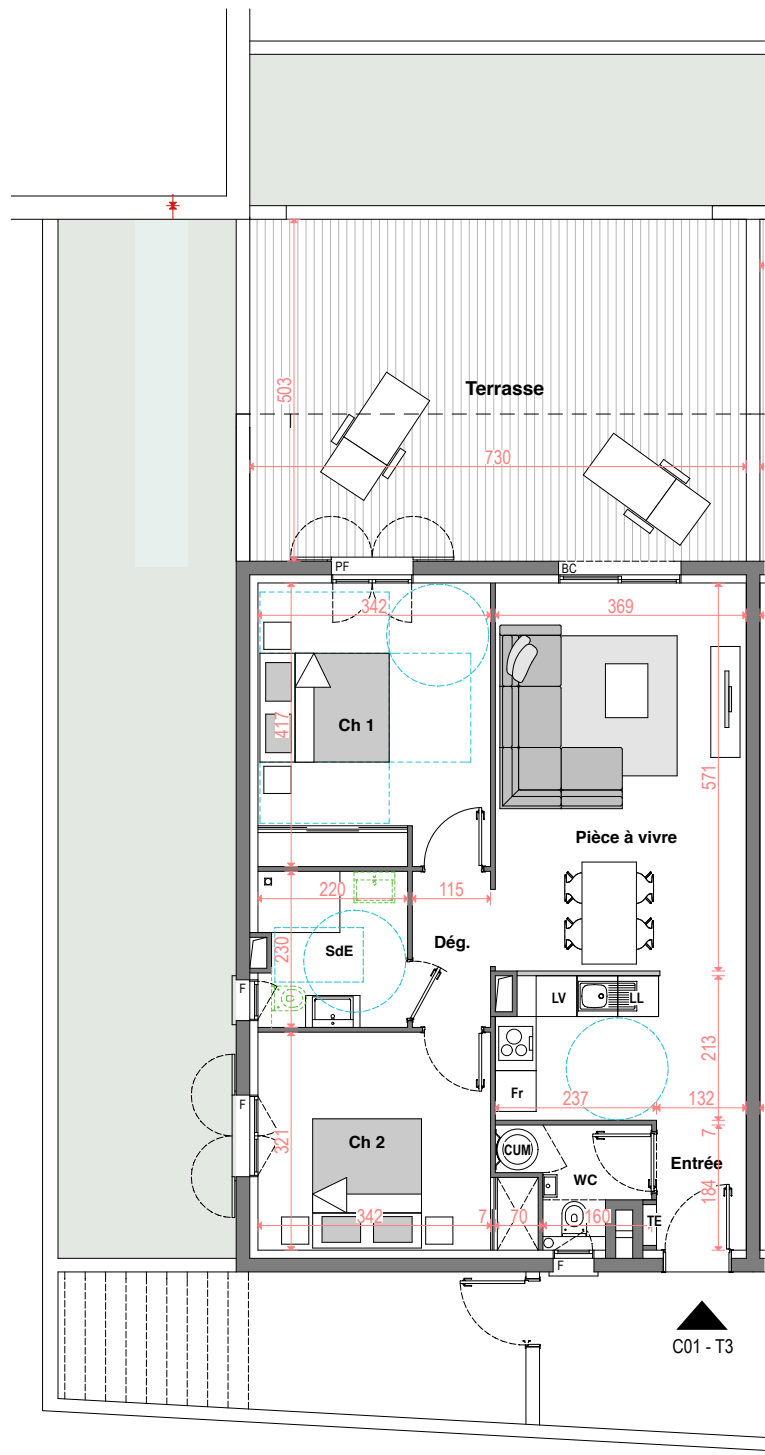 503
Terrasse
730
PF
BC
342
369
417
Ch 1
571
Pièce à vivre
220
115
230
SdE
Dég.
F
LV
LL
213
Fr
237
132
F
321
Ch 2
CUM
7
WC
Entrée
184
342
7
70
160
TE
F
C01 - T3